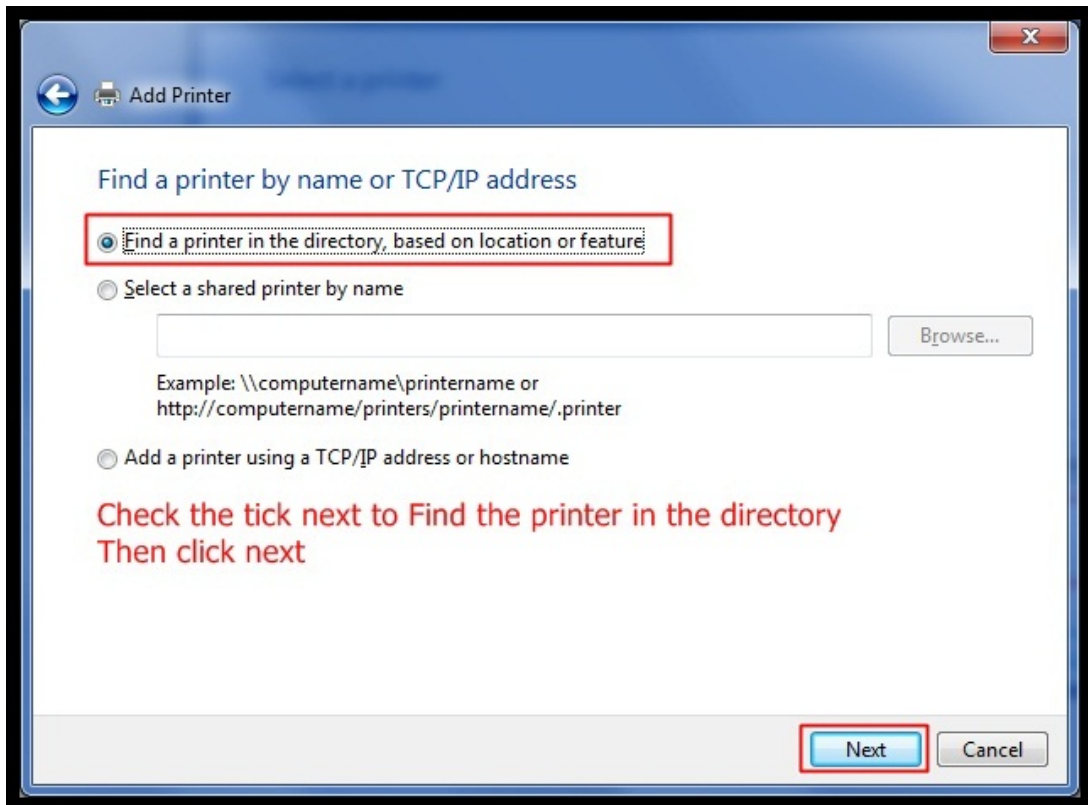 Add Printer
Find a printer by name or TCP/IP address
Find a printer in the directory, based on location or feature
Select a shared printer by name
Browse...
Example: \\computername\printername or
http://computername/printers/printername/.printer
Add a printer using a TCP/IP address or hostname
Check the tick next to Find the printer in the directory
Then click next
Next
Cancel